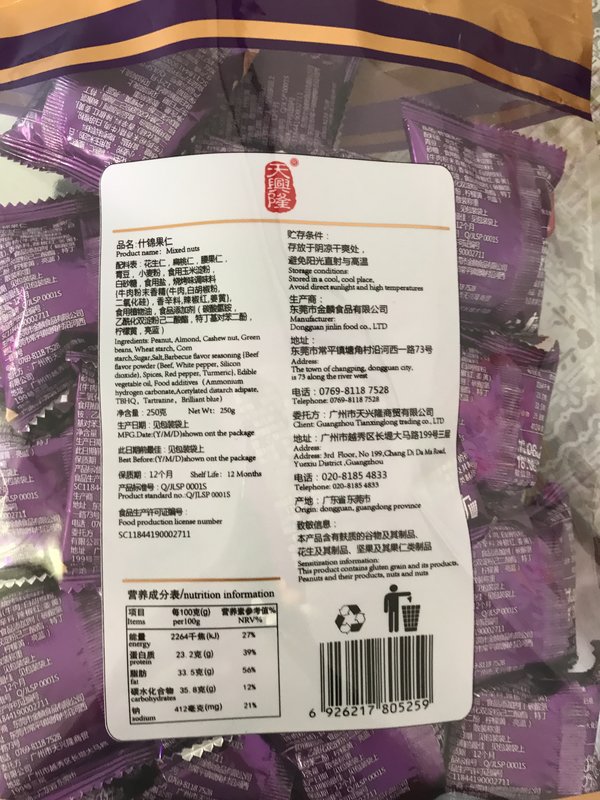 天興隆
品名:什锦果仁
Product name: Mixed nuts
配料表: 花生仁, 扁桃仁, 腰果仁,
青豆, 小麦粉, 食用玉米淀粉,
白砂糖, 食用盐, 烧烤味调味料
(牛肉粉末香精(牛肉,白胡椒粉,
二氧化硅), 香辛料,辣椒红,姜黄),
食用植物油, 食品添加剂 (碳酸氢铵,
乙酰化双淀粉己二酸酯, 特丁基对苯二酚,
柠檬黄, 亮蓝)
Ingredients: Peanut, Almond, Cashew nut, Green
beans, Wheat starch, Corn
starch,Sugar,Salt,Barbecue flavor seasoning [Beef
flavor powder (Beef, White pepper, Silicon
dioxide), Spices, Red pepper, Turmeric], Edible
vegetable oil, Food additives (Ammonium
hydrogen carbonate,Acetylated distarch adipate,
TBHQ, Tartrazine, Brilliant blue)
净含量: 250克 Net Wt: 250g
生产日期: 见包装袋上
MFG.Date:(Y/M/D)shown ont the package
此日期前最佳: 见包装袋上
Best Before:(Y/M/D)shown ont the package
保质期: 12个月 Shelf Life: 12 Months
产品标准号: Q/JLSP 0001S
Product standard no.:Q/JLSP 0001S
食品生产许可证编号:
Food production license number
SC11844190002711
贮存条件:
存放于阴凉干爽处,
避免阳光直射与高温
Storage conditions:
Stored in a cool, cool place,
Avoid direct sunlight and high temperatures
生产商:
东莞市金麟食品有限公司
Manufacturer:
Dongguan jinlin food co., LTD
地址:
东莞市常平镇墉角村沿河西一路73号
Address:
The town of changping, dongguan city,
is 73 along the river west
电话: 0769-8118 7528
Telephone: 0769-8118 7528
委托方: 广州市天兴隆商贸有限公司
Client: Guangzhou Tianxinglong trading co., LTD
地址: 广州市越秀区长堤大马路199号三层
Address:
Address: 3rd Floor, No 199,Chang Di Da Ma Road,
Yuexiu District ,Guangzhou
电话: 020-8185 4833
Telephone: 020-8185 4833
产地: 广东省东莞市
Origin: dongguan, guangdong province
致敏信息:
本产品含有麸质的谷物及其制品、
花生及其制品、坚果及其果仁类制品
Sensitization information:
This product contains gluten grain and its products,
Peanuts and their products, nuts and nuts
营养成分表/nutrition information
项目 每100克(g) 营养素参考值%
Items per100g NRV%
能量 2264千焦(kJ) 27%
energy
蛋白质 23.2克(g) 39%
protein
脂肪 33.5克(g) 56%
fat
碳水化合物 35.8克(g) 12%
carbohydrates
钠 412毫克(mg) 21%
sodium
6 926217 805259